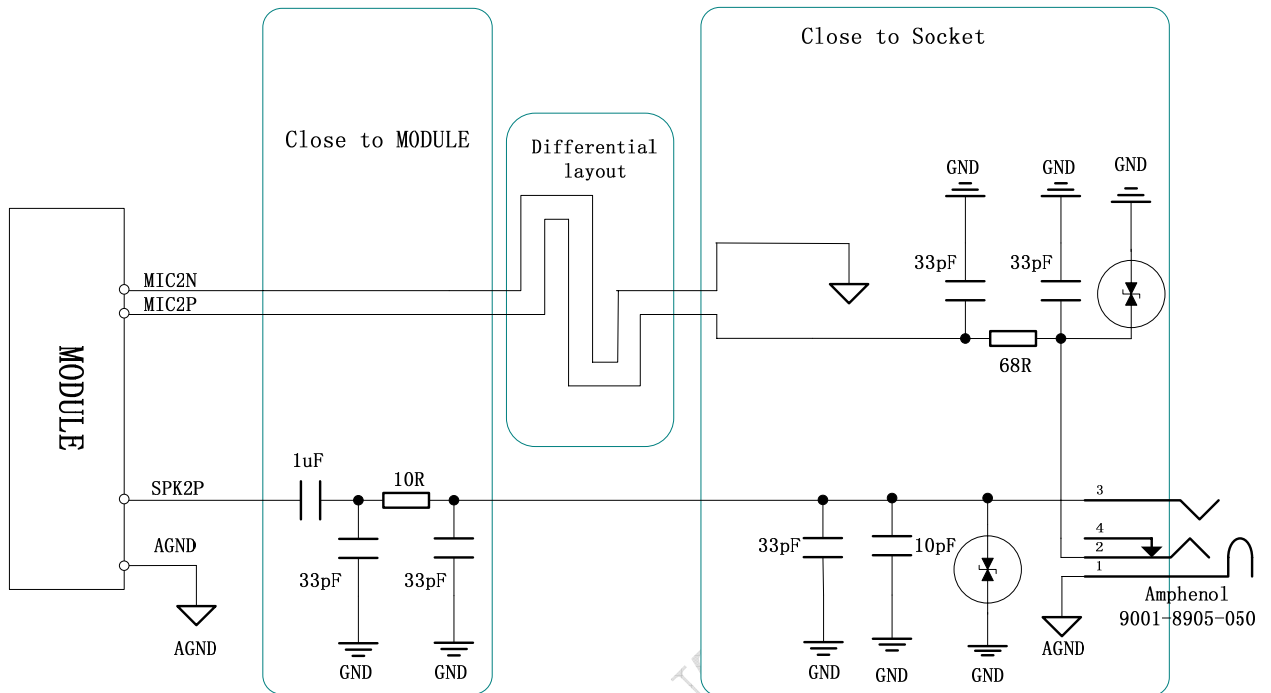 Close to Socket
Close to MODULE
Differential
layout
GND
GND
GND
33pF
33pF
MIC2N
MIC2P
68R
MODULE
1uF
10R
SPK2P
3
4
2
1
AGND
33pF
33pF
33pF
10pF
Amphenol
9001-8905-050
AGND
GND
GND
GND
GND
GND
AGND